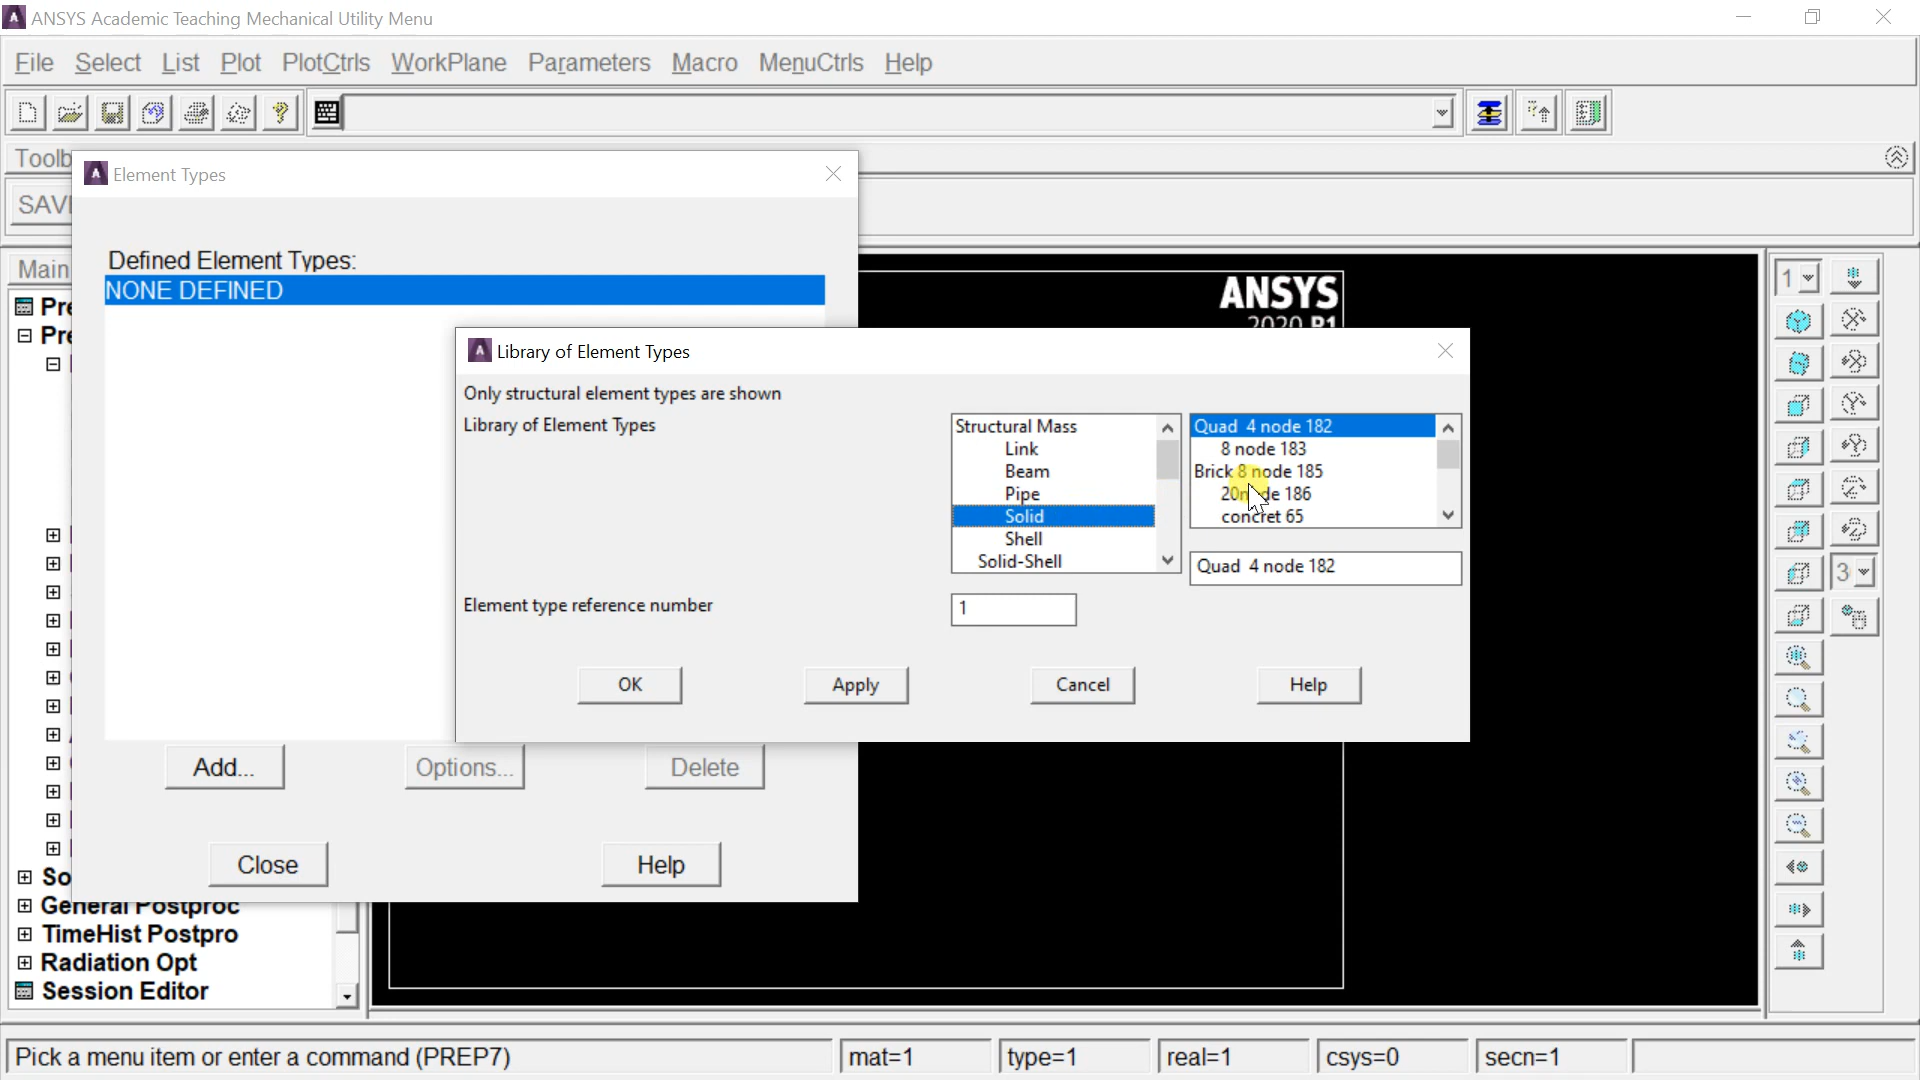 ANSYS Academic Teaching Mechanical Utility Menu
File Select List Plot PlotCtrls WorkPlane Parameters Macro MenuCtrls Help
Toolb
SAV
Element Types
Defined Element Types:
NONE DEFINED
Main
Pre
Pre
ANSYS
2020 R1
Library of Element Types
Only structural element types are shown
Library of Element Types
Structural Mass
Link
Beam
Pipe
Solid
Shell
Solid-Shell
Quad 4 node 182
8 node 183
Brick 8 node 185
20node 186
concret 65
Quad 4 node 182
Element type reference number
1
OK Apply Cancel Help
Add... Options... Delete
Close Help
So
General Postproc
TimeHist Postpro
Radiation Opt
Session Editor
1
3
Pick a menu item or enter a command (PREP7) mat=1 type=1 real=1 csys=0 secn=1